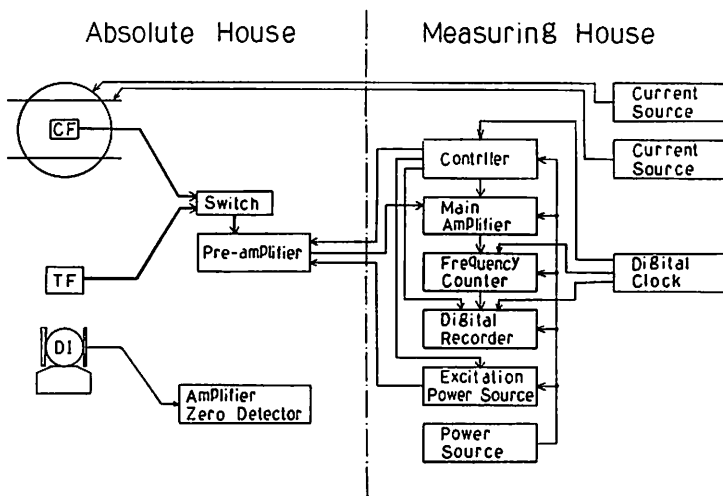 Absolute House
Measuring House
CF
Switch
Pre-amplifier
TF
DI
Amplifier
Zero Detector
Current
Source
Current
Source
Contrller
Main
Amplifier
Frequency
Counter
Digital
Clock
Digital
Recorder
Excitation
Power Source
Power
Source